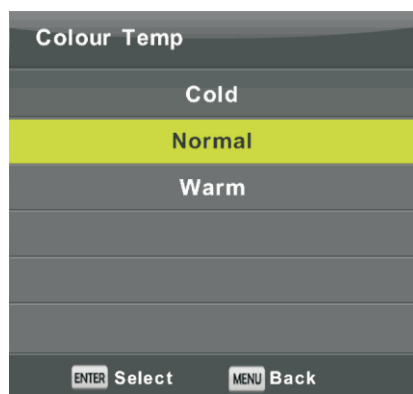 Colour Temp
Cold
Normal
Warm
ENTER Select MENU Back